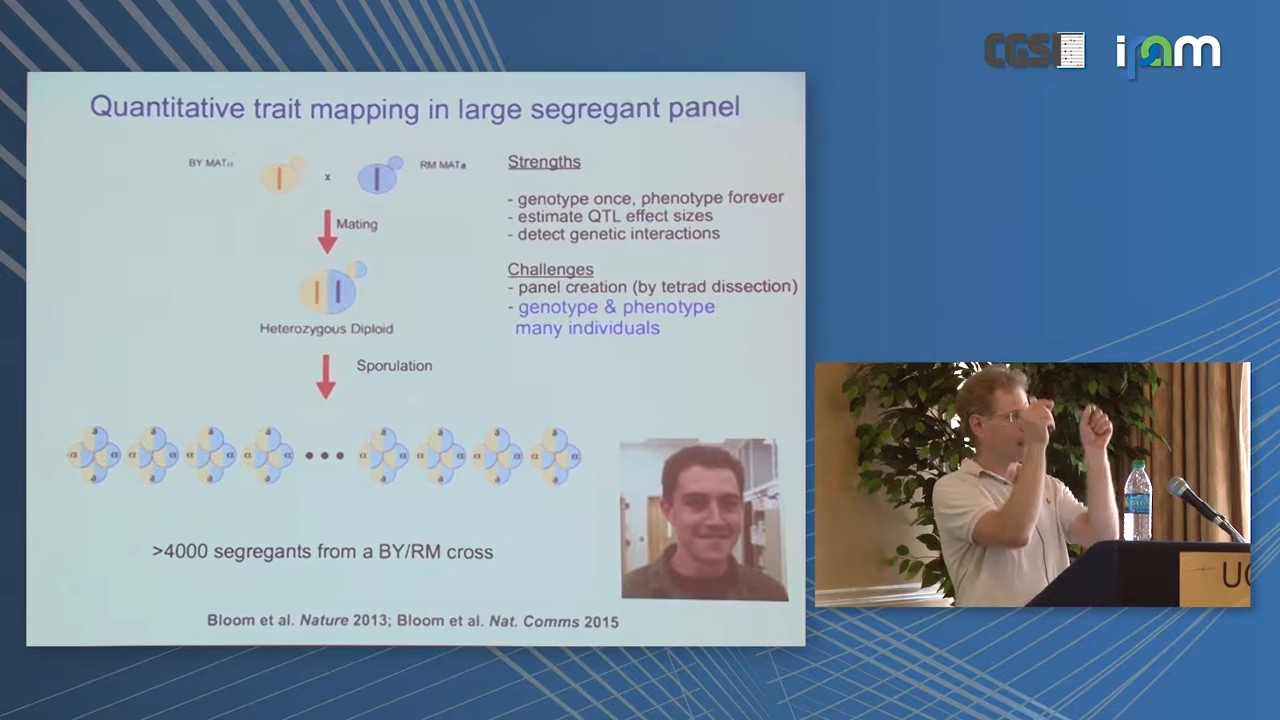 CGSI
ipam
Quantitative trait mapping in large segregant panel
BY MATα
x
RM MATa
Mating
Heterozygous Diploid
Sporulation
Strengths
- genotype once, phenotype forever
- estimate QTL effect sizes
- detect genetic interactions
Challenges
- panel creation (by tetrad dissection)
- genotype & phenotype
many individuals
a a a a a a a a
α α α α α α α α α α α α α α α α
a a a a a a a a
>4000 segregants from a BY/RM cross
Bloom et al. Nature 2013; Bloom et al. Nat. Comms 2015
UC